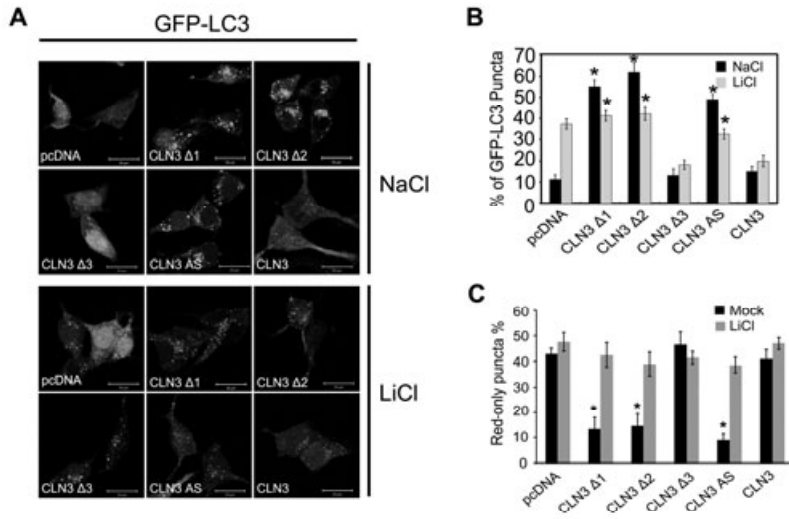 A
GFP-LC3
pcDNA
CLN3 Δ1
CLN3 Δ2
CLN3 Δ3
CLN3 AS
CLN3
NaCl
pcDNA
CLN3 Δ1
CLN3 Δ2
CLN3 Δ3
CLN3 AS
CLN3
LiCl
B
% of GFP-LC3 Puncta
70
60
50
40
30
20
10
0
NaCl
LiCl
* * * * * *
pcDNA
CLN3 Δ1
CLN3 Δ2
CLN3 Δ3
CLN3 AS
CLN3
C
Red-only puncta %
60
50
40
30
20
10
0
Mock
LiCl
* *
pcDNA
CLN3 Δ1
CLN3 Δ2
CLN3 Δ3
CLN3 AS
CLN3